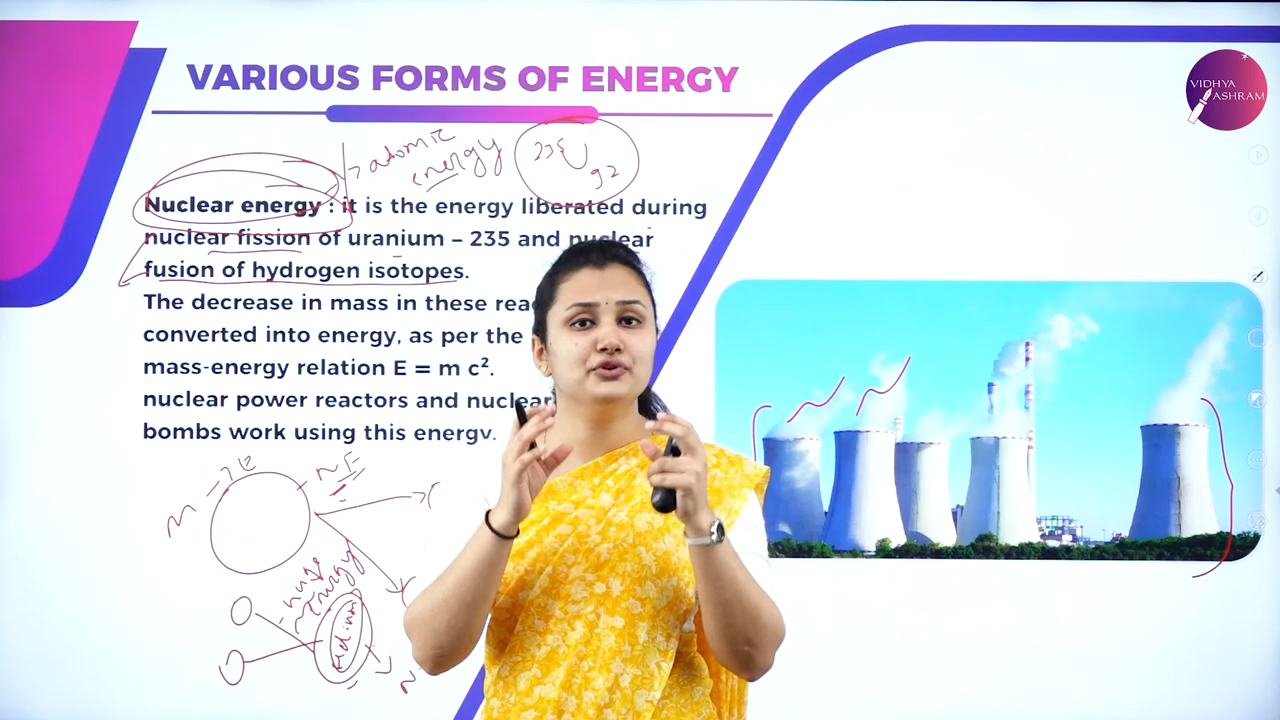 VARIOUS FORMS OF ENERGY
VIDHYA
ASHRAM
atomic
energy
235 U 92
Nuclear energy : it is the energy liberated during
nuclear fission of uranium – 235 and nuclear
fusion of hydrogen isotopes.
The decrease in mass in these rea
converted into energy, as per the
mass-energy relation E = m c².
nuclear power reactors and nuclear
bombs work using this energy.
M → E
NF
huge
energy